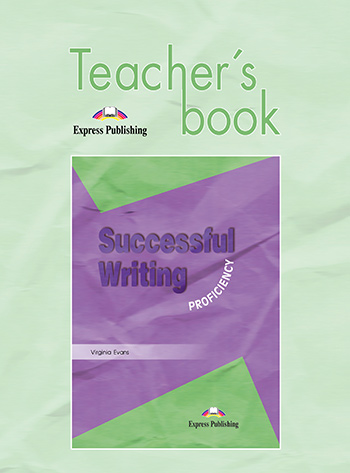 Teacher's
book
Express Publishing
Successful
Writing
PROFICIENCY
Virginia Evans
Express Publishing